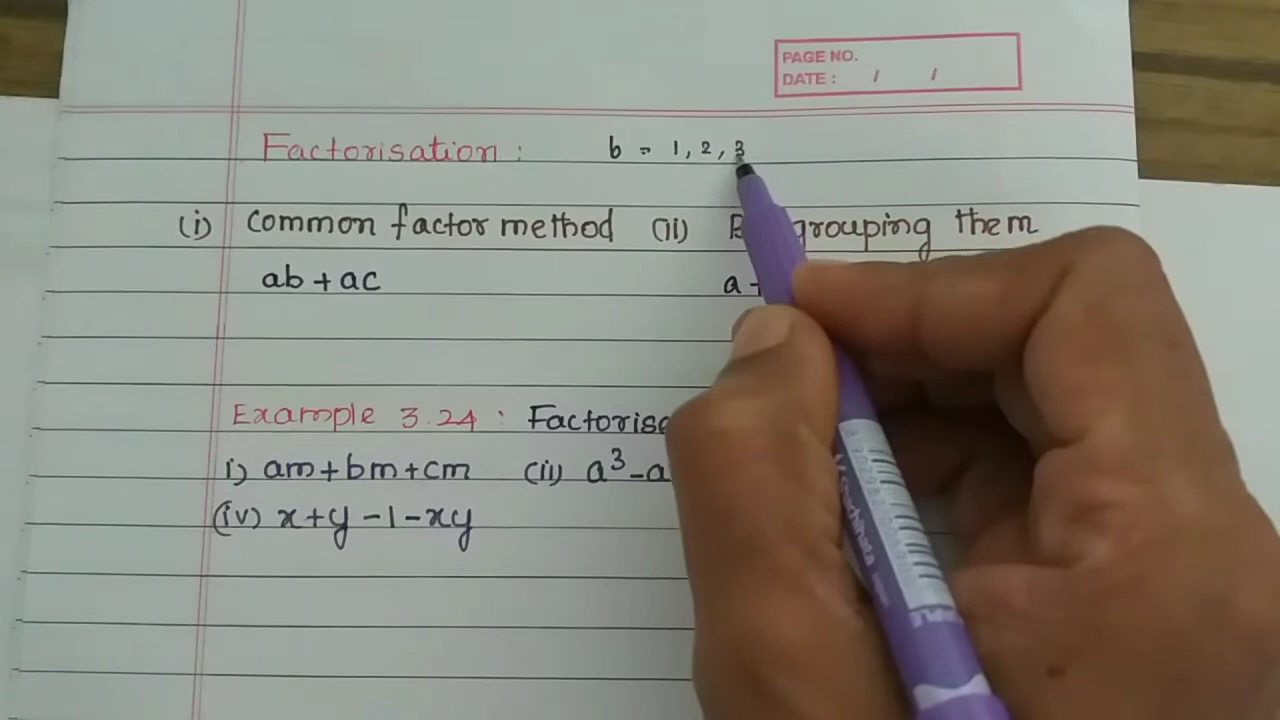 PAGE NO.
DATE : / /
Factorisation : b = 1, 2, 3
(i) Common factor method (ii) grouping them
ab + ac a
Example 3.24 : 
i) am+bm+cm (ii) a³-a
(iv) x+y-1-xy
Shachihata